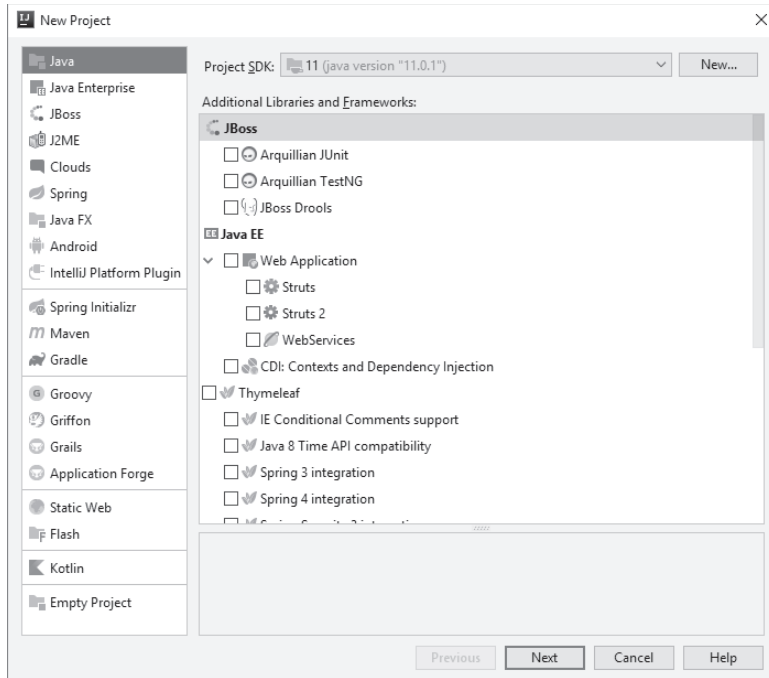 New Project
Java
Java Enterprise
JBoss
J2ME
Clouds
Spring
Java FX
Android
IntelliJ Platform Plugin
Spring Initializr
Maven
Gradle
Groovy
Griffon
Grails
Application Forge
Static Web
Flash
Kotlin
Empty Project
Project SDK: 11 (java version "11.0.1") New...
Additional Libraries and Frameworks:
JBoss
Arquillian JUnit
Arquillian TestNG
JBoss Drools
Java EE
Web Application
Struts
Struts 2
WebServices
CDI: Contexts and Dependency Injection
Thymeleaf
IE Conditional Comments support
Java 8 Time API compatibility
Spring 3 integration
Spring 4 integration
Previous Next Cancel Help